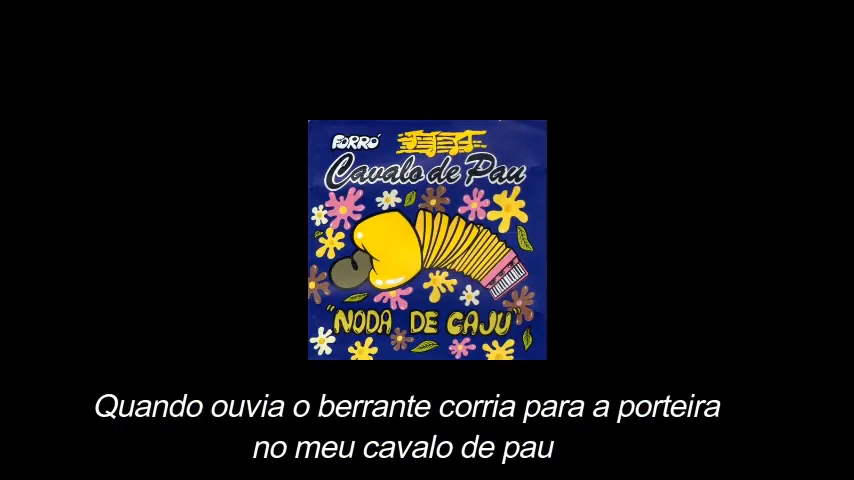 FORRÓ
Cavalo de Pau
"NODA DE CAJU"
Quando ouvia o berrante corria para a porteira
no meu cavalo de pau